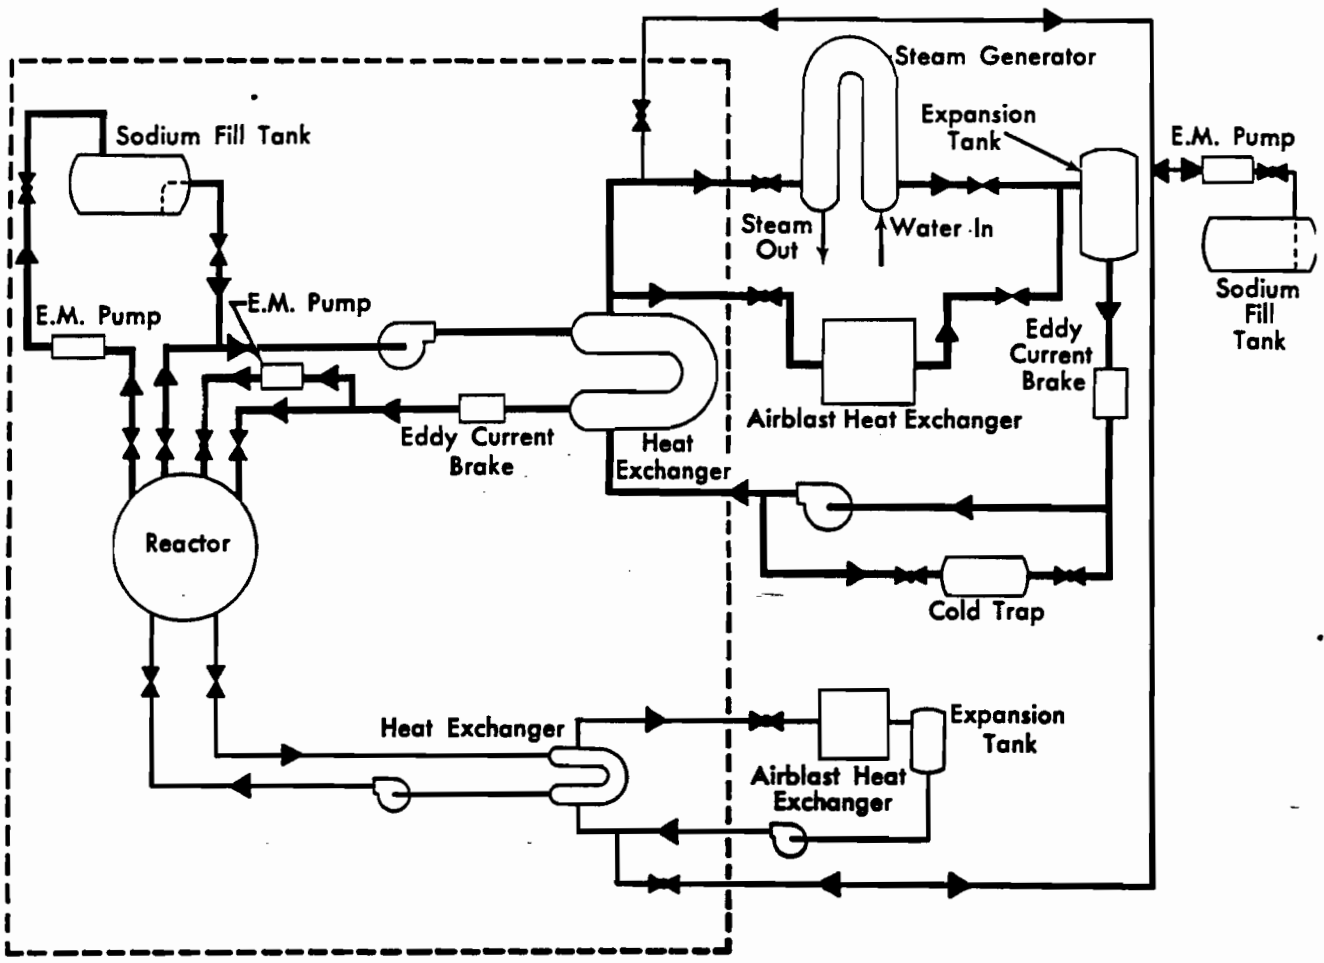 Steam Generator
Expansion
Tank
E.M. Pump
Sodium Fill Tank
Steam
Out
Water In
Sodium
Fill
Tank
E.M. Pump
E.M. Pump
Eddy
Current
Brake
Airblast Heat Exchanger
Eddy Current
Brake
Heat
Exchanger
Reactor
Cold Trap
Heat Exchanger
Expansion
Tank
Airblast Heat
Exchanger